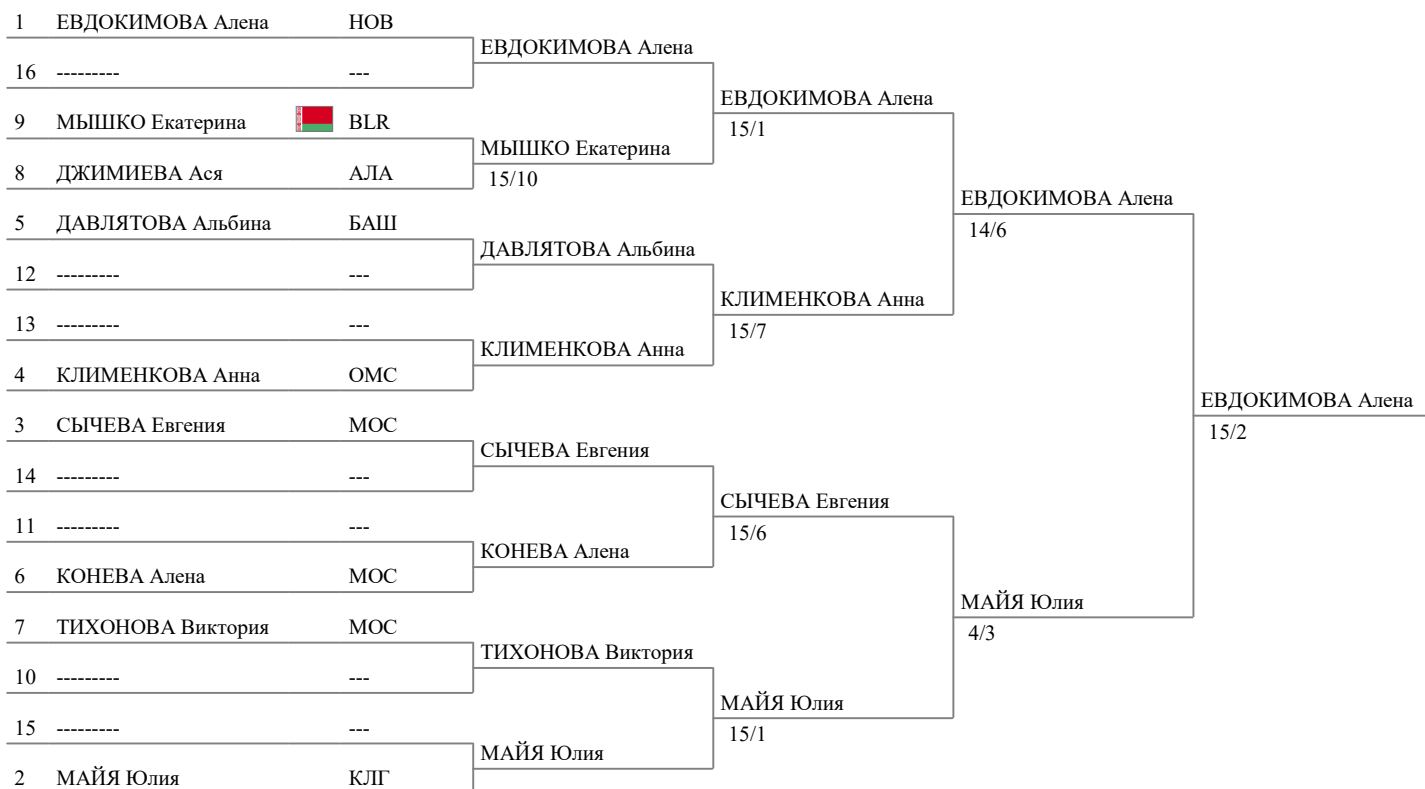 1 ЕВДОКИМОВА Алена НОВ
ЕВДОКИМОВА Алена
16 --------- ---
ЕВДОКИМОВА Алена
15/1
9 МЫШКО Екатерина BLR
МЫШКО Екатерина
15/10
8 ДЖИМИЕВА Ася АЛА
ЕВДОКИМОВА Алена
14/6
5 ДАВЛЯТОВА Альбина БАШ
ДАВЛЯТОВА Альбина
12 --------- ---
КЛИМЕНКОВА Анна
15/7
13 --------- ---
КЛИМЕНКОВА Анна
4 КЛИМЕНКОВА Анна ОМС
ЕВДОКИМОВА Алена
15/2
3 СЫЧЕВА Евгения МОС
СЫЧЕВА Евгения
14 --------- ---
СЫЧЕВА Евгения
15/6
11 --------- ---
КОНЕВА Алена
6 КОНЕВА Алена МОС
МАЙЯ Юлия
4/3
7 ТИХОНОВА Виктория МОС
ТИХОНОВА Виктория
10 --------- ---
МАЙЯ Юлия
15/1
15 --------- ---
МАЙЯ Юлия
2 МАЙЯ Юлия КЛГ